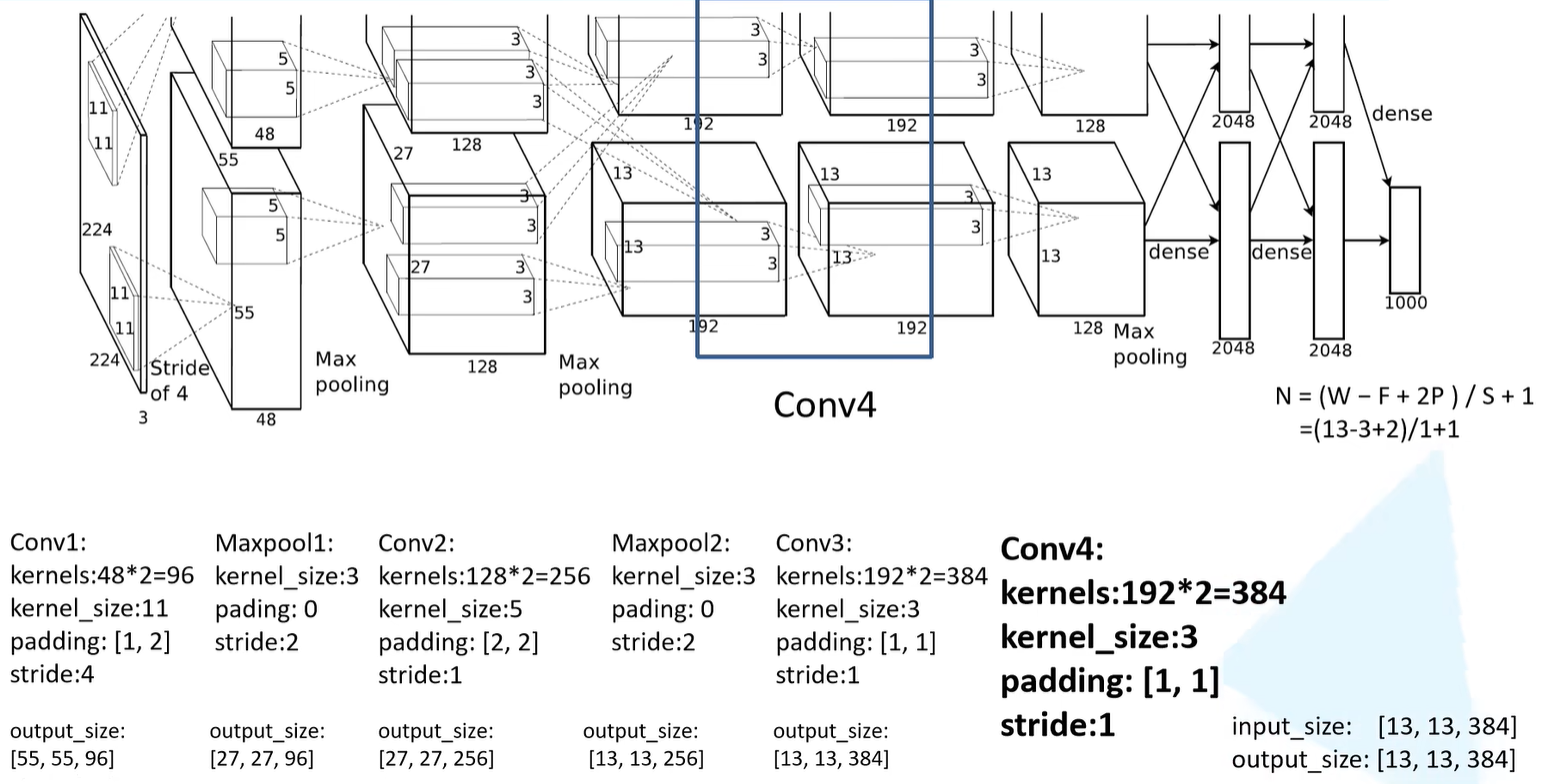 5
5
48
3
3
3
128
3
3
192
3
3
192
128
2048
2048
dense
11
11
55
27
13
13
13
5
5
3
3
3
3
13
3
3
13
3
3
13
224
11
11
224
Stride
of 4
3
55
48
27
3
3
128
192
192
128
dense
dense
1000
2048
2048
Max
pooling
Max
pooling
Max
pooling
Conv4
N = (W − F + 2P ) / S + 1
=(13-3+2)/1+1
Conv1:
kernels:48*2=96
kernel_size:11
padding: [1, 2]
stride:4
output_size:
[55, 55, 96]
Maxpool1:
kernel_size:3
pading: 0
stride:2
output_size:
[27, 27, 96]
Conv2:
kernels:128*2=256
kernel_size:5
padding: [2, 2]
stride:1
output_size:
[27, 27, 256]
Maxpool2:
kernel_size:3
pading: 0
stride:2
output_size:
[13, 13, 256]
Conv3:
kernels:192*2=384
kernel_size:3
padding: [1, 1]
stride:1
output_size:
[13, 13, 384]
Conv4:
kernels:192*2=384
kernel_size:3
padding: [1, 1]
stride:1
input_size: [13, 13, 384]
output_size: [13, 13, 384]